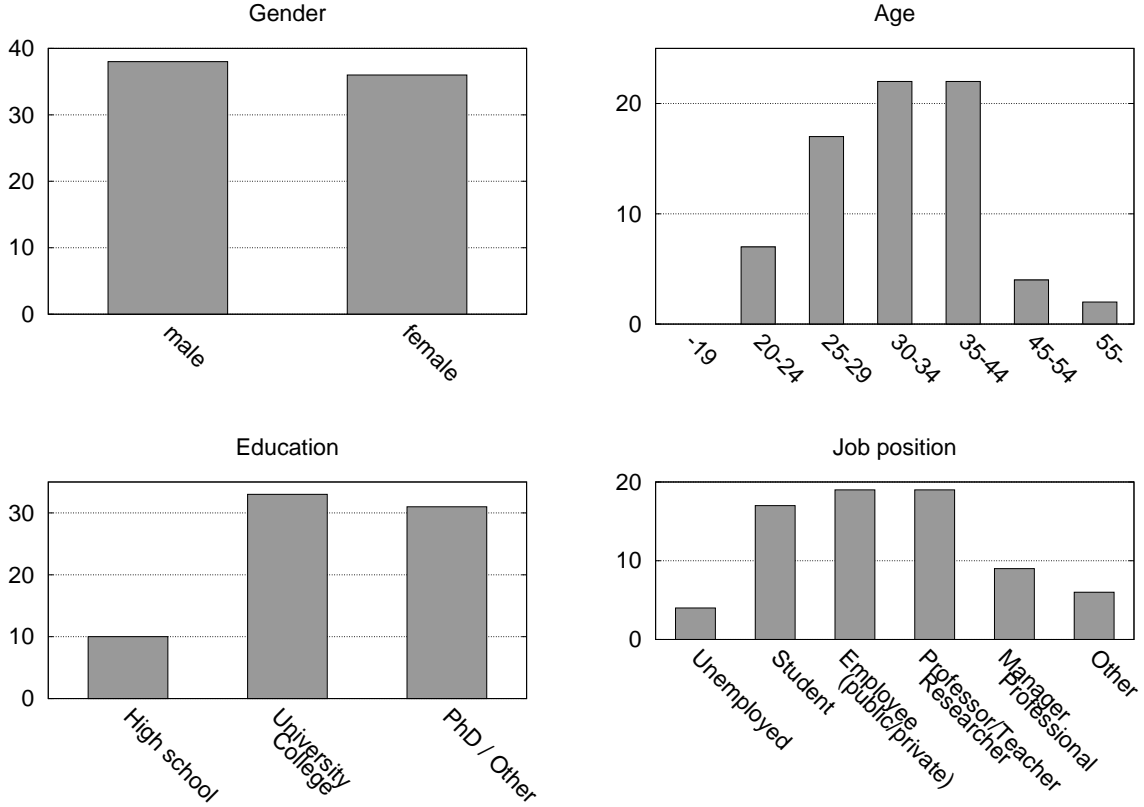 Gender
40
30
20
10
0
male
female
Age
20
10
0
-19
20-24
25-29
30-34
35-44
45-54
55-
Education
30
20
10
0
High school
University
College
PhD / Other
Job position
20
10
0
Unemployed
Student
Employee
(public/private)
Professor/Teacher
Researcher
Manager
Professional
Other